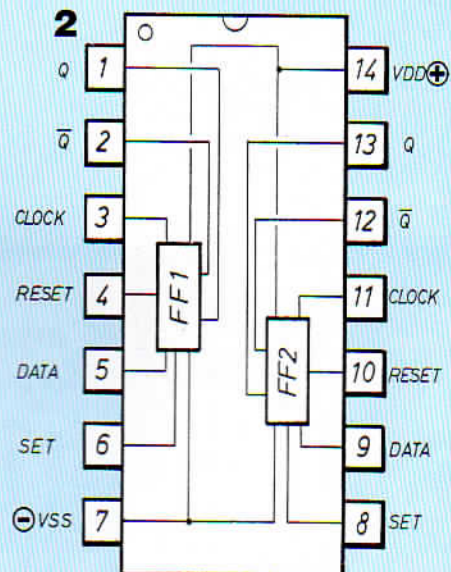 2
Q 1
Q̅ 2
CLOCK 3
RESET 4
DATA 5
SET 6
⊖ VSS 7
FF1
FF2
14 VDD ⊕
13 Q
12 Q̅
11 CLOCK
10 RESET
9 DATA
8 SET